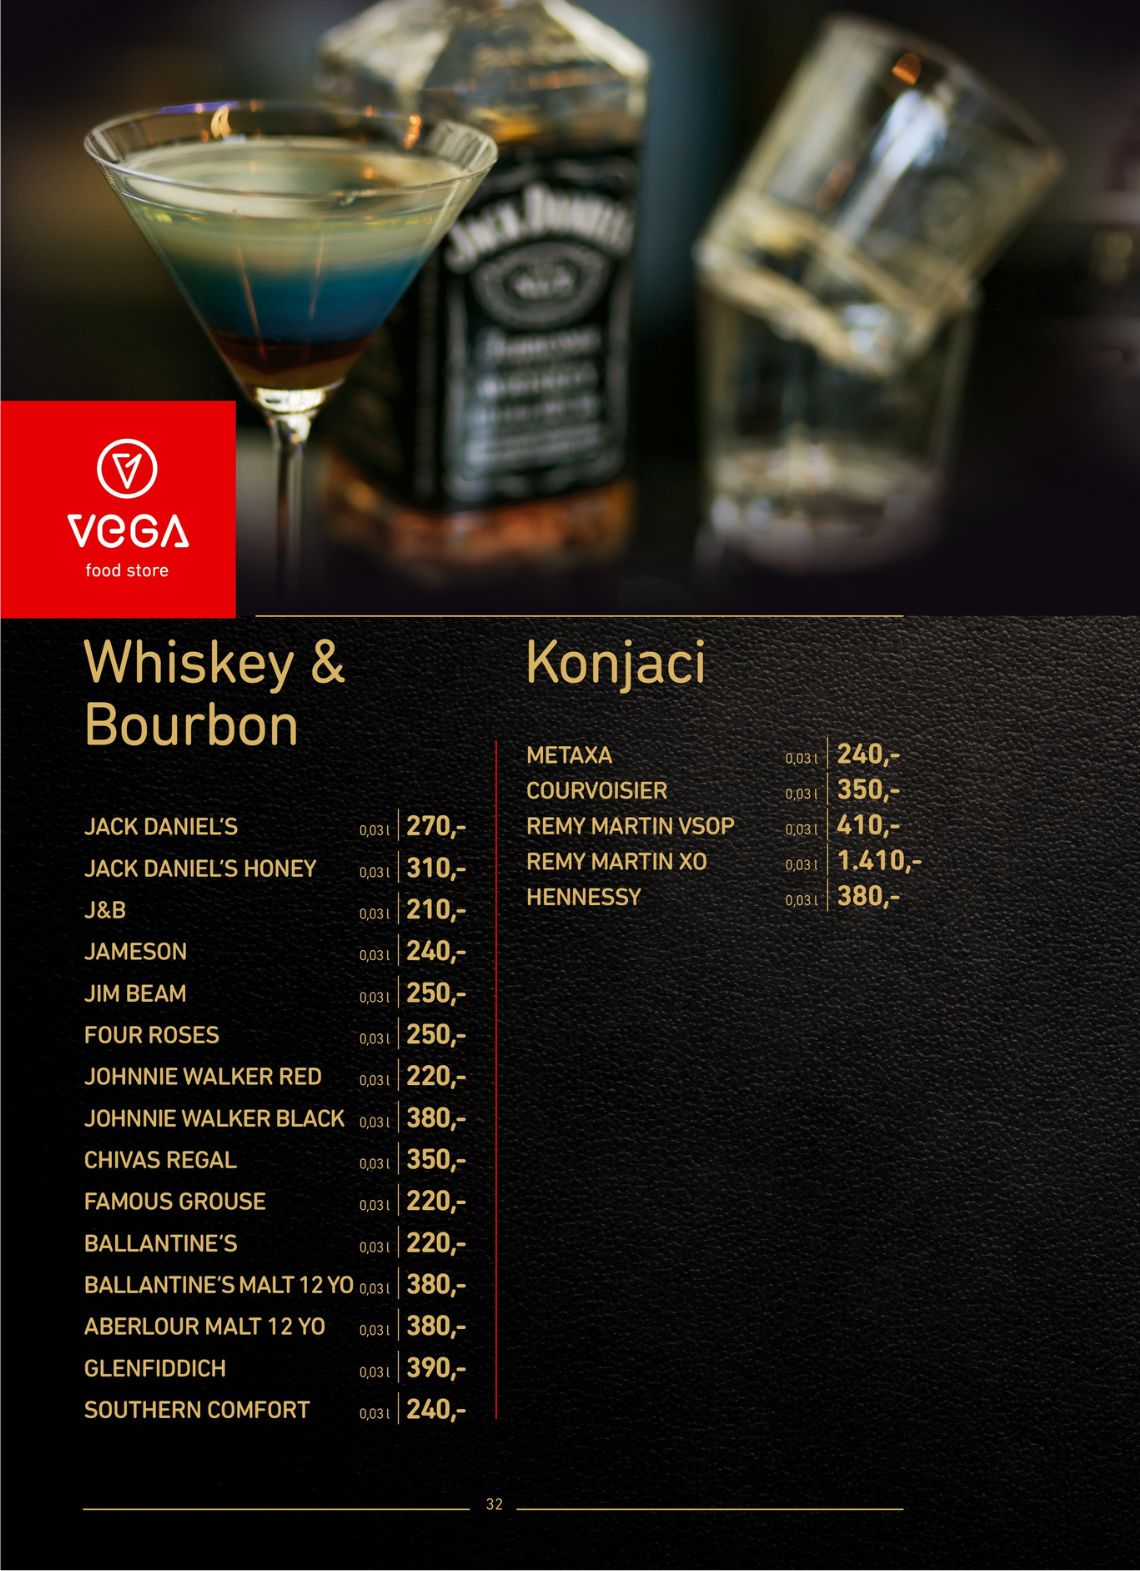 JACK DANIEL'S
VEGA
food store
Whiskey &
Bourbon
JACK DANIEL'S 0,03 l 270,-
JACK DANIEL'S HONEY 0,03 l 310,-
J&B 0,03 l 210,-
JAMESON 0,03 l 240,-
JIM BEAM 0,03 l 250,-
FOUR ROSES 0,03 l 250,-
JOHNNIE WALKER RED 0,03 l 220,-
JOHNNIE WALKER BLACK 0,03 l 380,-
CHIVAS REGAL 0,03 l 350,-
FAMOUS GROUSE 0,03 l 220,-
BALLANTINE'S 0,03 l 220,-
BALLANTINE'S MALT 12 YO 0,03 l 380,-
ABERLOUR MALT 12 YO 0,03 l 380,-
GLENFIDDICH 0,03 l 390,-
SOUTHERN COMFORT 0,03 l 240,-
Konjaci
METAXA 0,03 l 240,-
COURVOISIER 0,03 l 350,-
REMY MARTIN VSOP 0,03 l 410,-
REMY MARTIN XO 0,03 l 1.410,-
HENNESSY 0,03 l 380,-
32